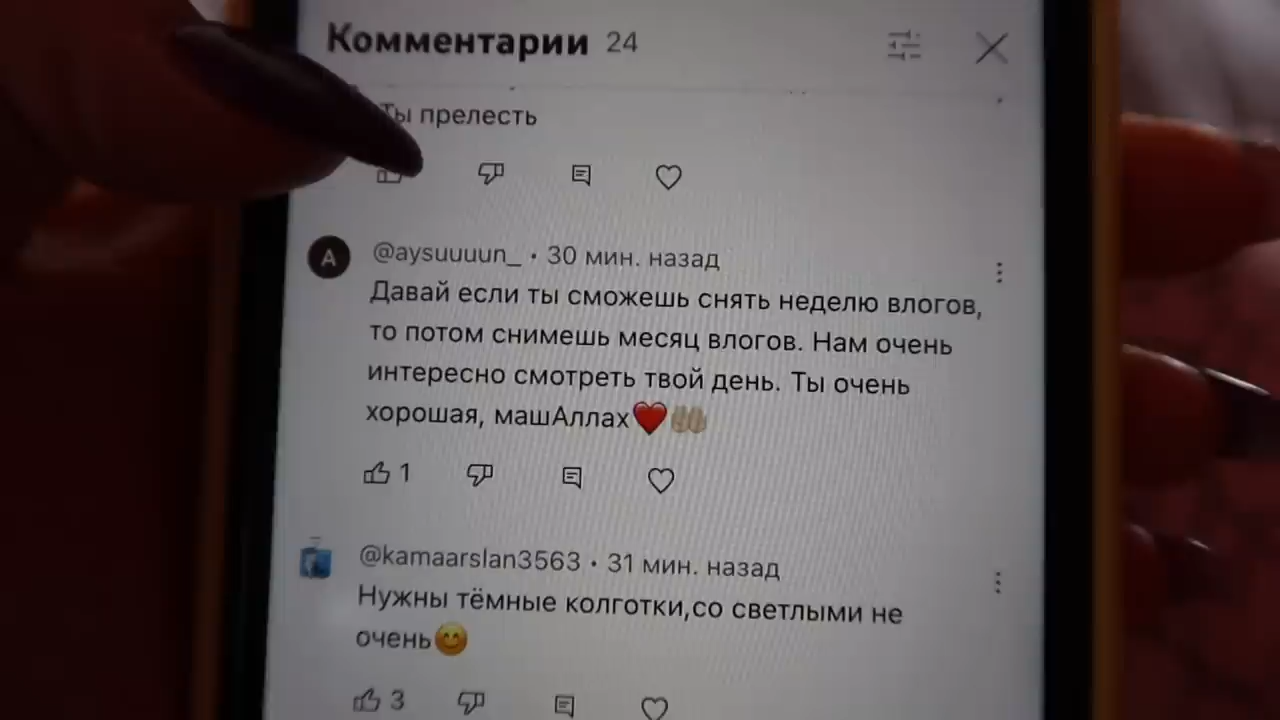 Комментарии 24
Ты прелесть
A
@aysuuuun_ • 30 мин. назад
Давай если ты сможешь снять неделю влогов,
то потом снимешь месяц влогов. Нам очень
интересно смотреть твой день. Ты очень
хорошая, машАллах❤️🤲🏼
1
@kamaarslan3563 • 31 мин. назад
Нужны тёмные колготки,со светлыми не
очень😊
3